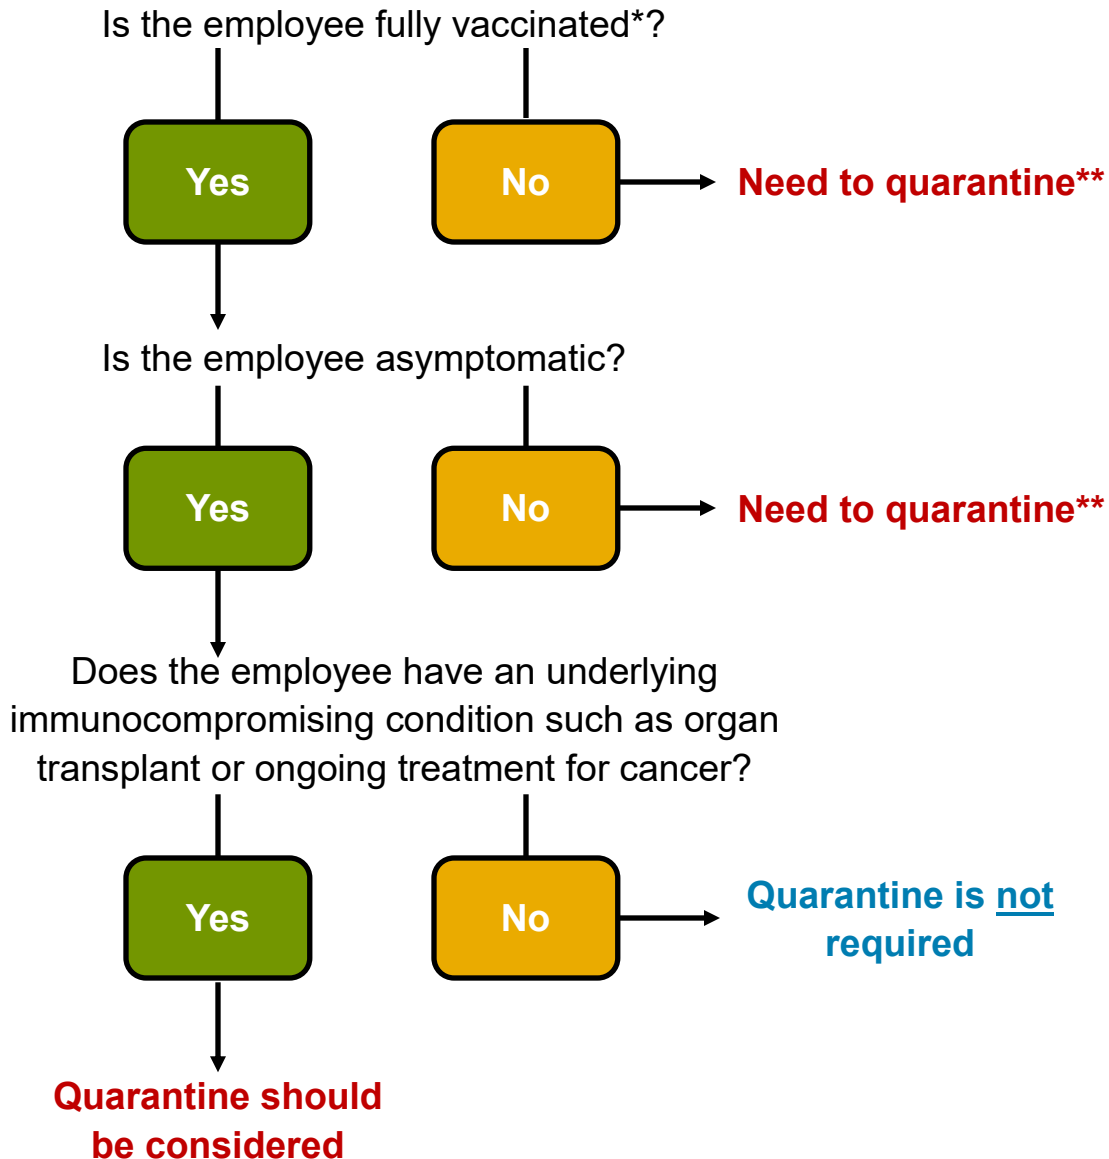 Is the employee fully vaccinated*?
Yes
No
Need to quarantine**
Is the employee asymptomatic?
Yes
No
Need to quarantine**
Does the employee have an underlying
immunocompromising condition such as organ
transplant or ongoing treatment for cancer?
Yes
No
Quarantine is not
required
Quarantine should
be considered